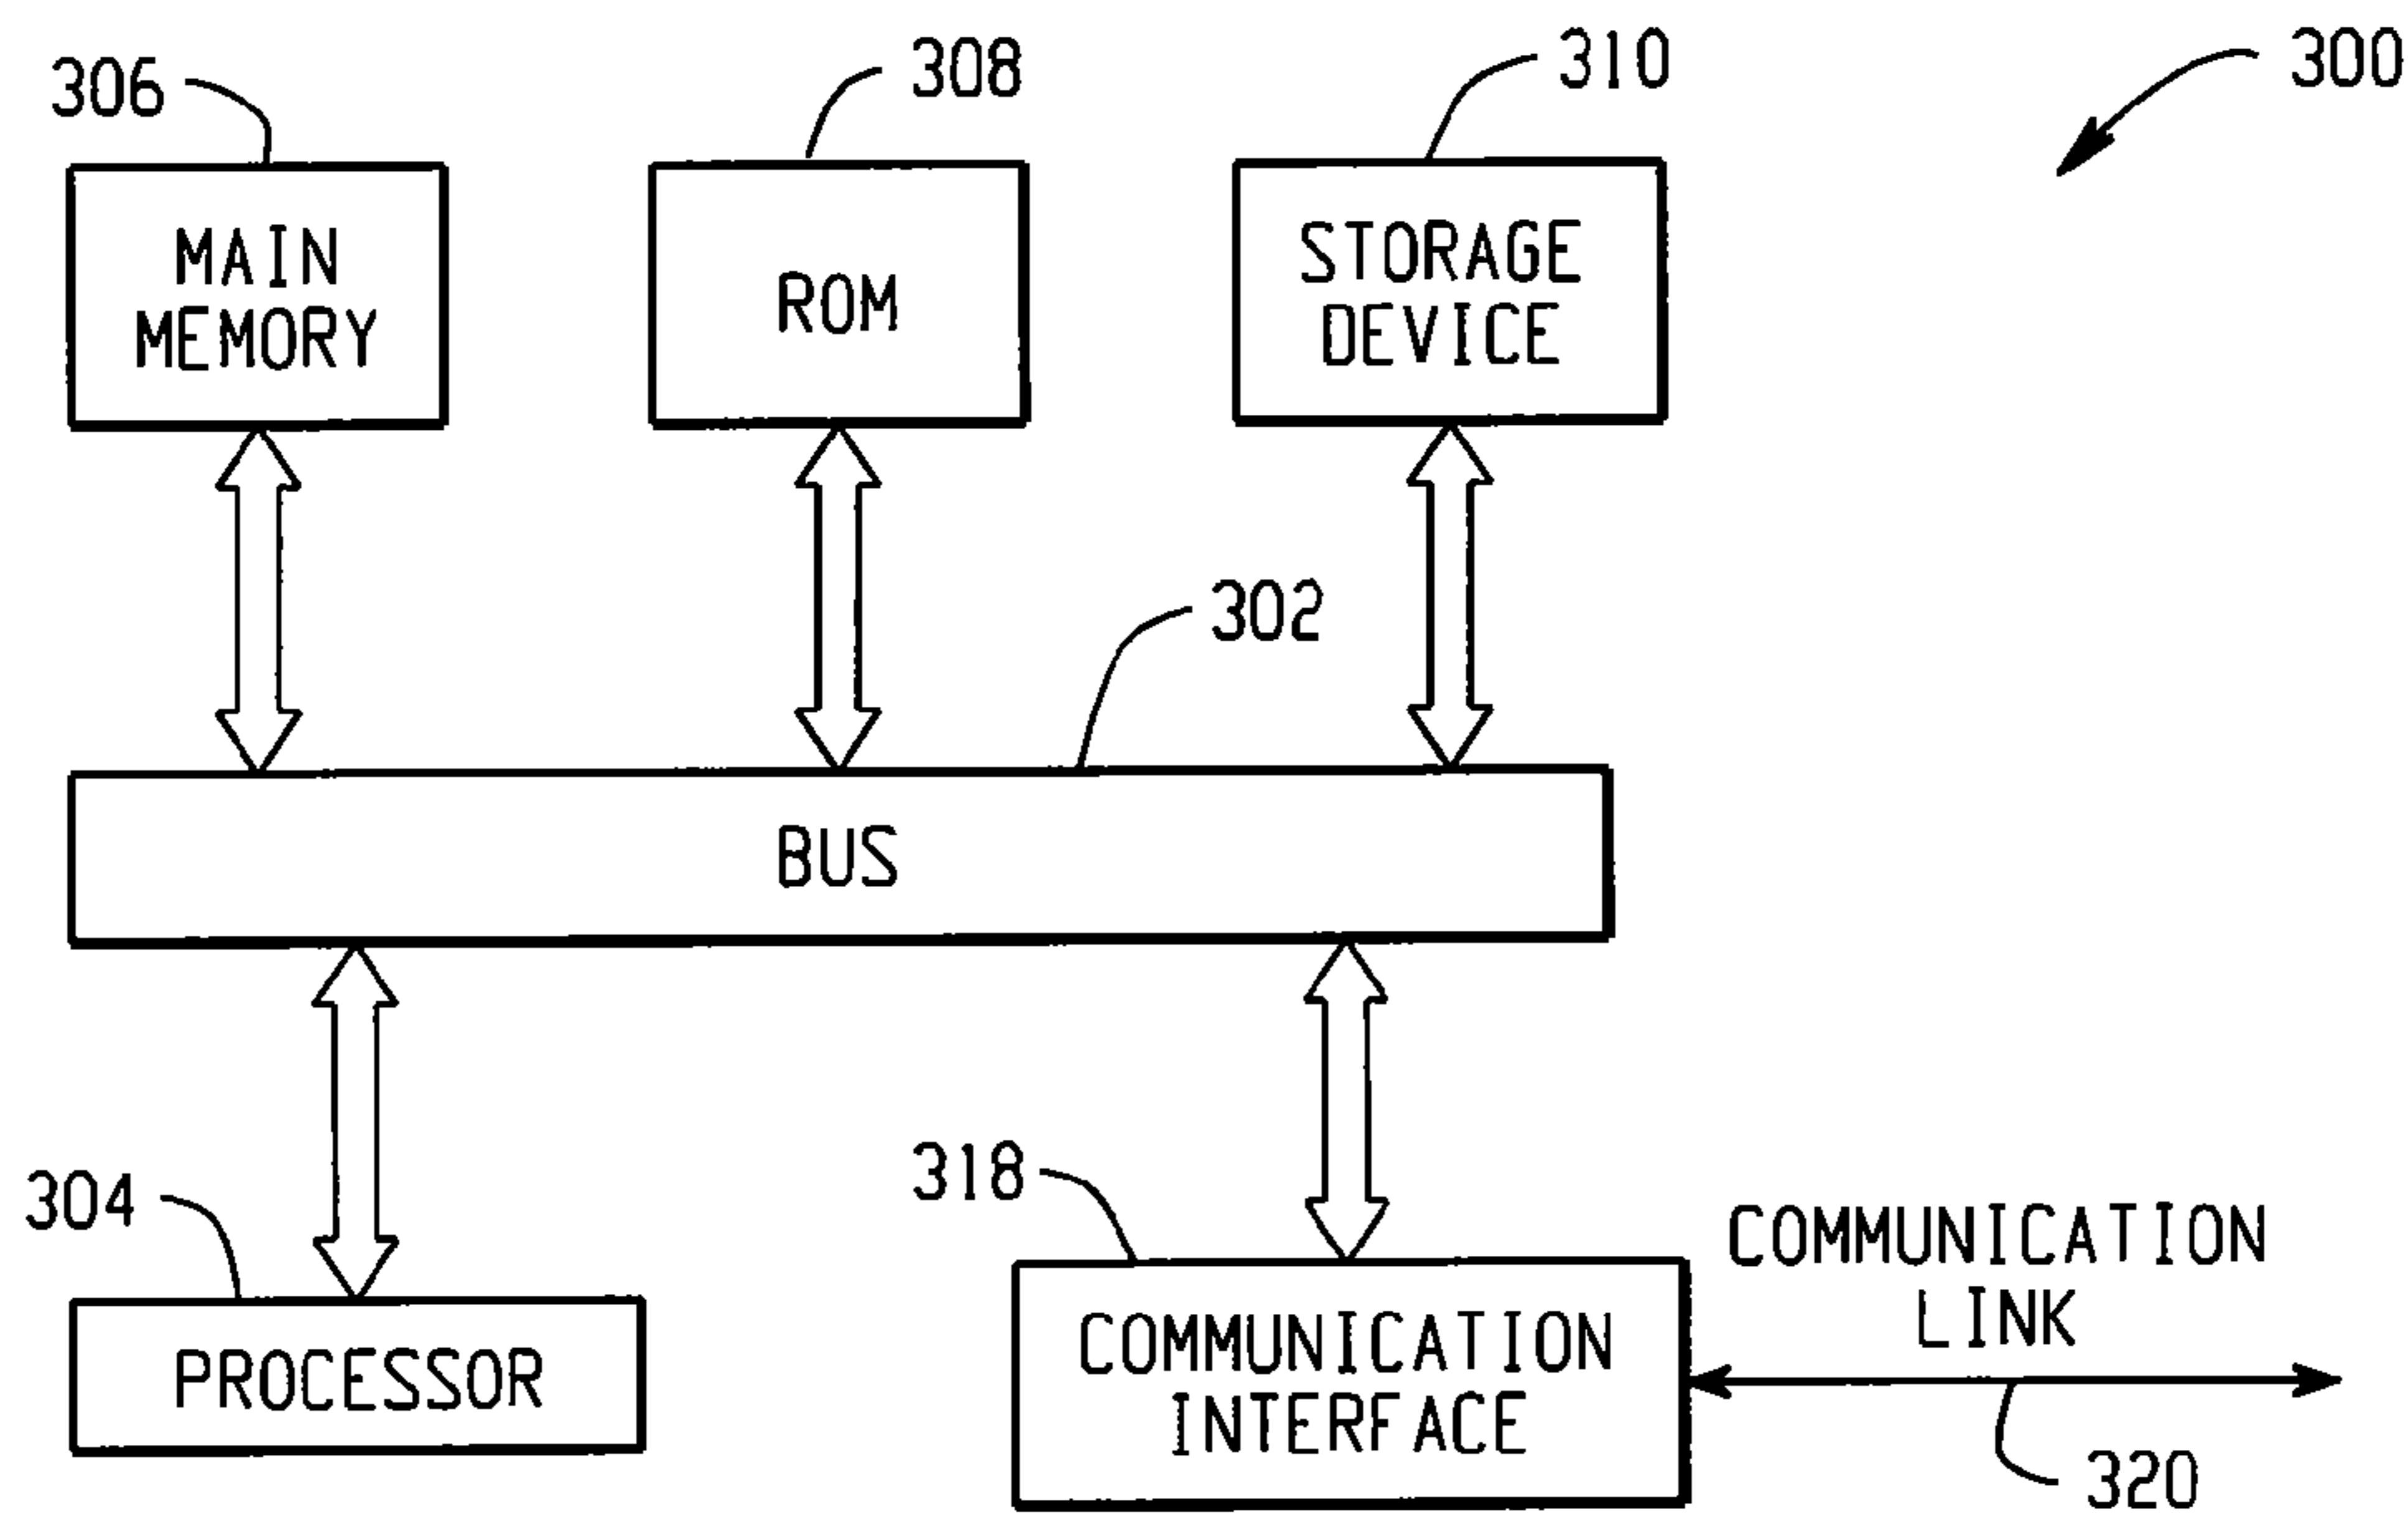 306
308
310
300
MAIN
MEMORY
ROM
STORAGE
DEVICE
302
BUS
304
318
PROCESSOR
COMMUNICATION
INTERFACE
COMMUNICATION
LINK
320